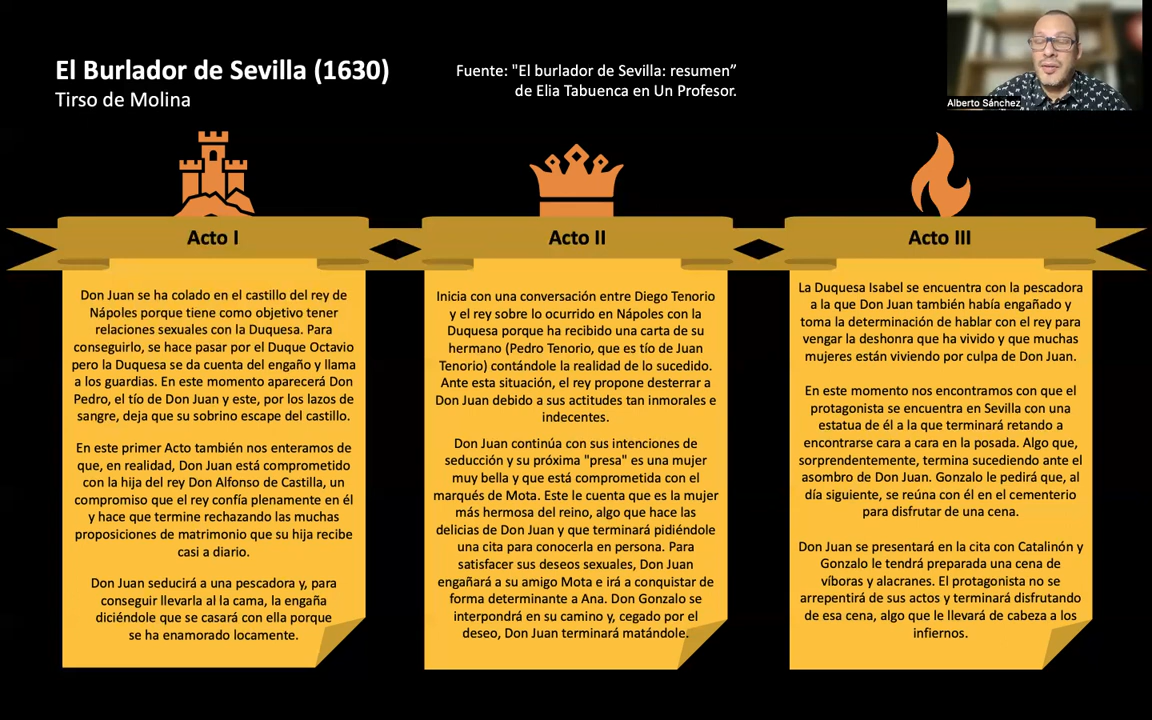 El Burlador de Sevilla (1630)
Tirso de Molina
Fuente: "El burlador de Sevilla: resumen”
de Elia Tabuenca en Un Profesor.
Alberto Sánchez
Acto I
Don Juan se ha colado en el castillo del rey de
Nápoles porque tiene como objetivo tener
relaciones sexuales con la Duquesa. Para
conseguirlo, se hace pasar por el Duque Octavio
pero la Duquesa se da cuenta del engaño y llama
a los guardias. En este momento aparecerá Don
Pedro, el tío de Don Juan y este, por los lazos de
sangre, deja que su sobrino escape del castillo.
En este primer Acto también nos enteramos de
que, en realidad, Don Juan está comprometido
con la hija del rey Don Alfonso de Castilla, un
compromiso que el rey confía plenamente en él
y hace que termine rechazando las muchas
proposiciones de matrimonio que su hija recibe
casi a diario.
Don Juan seducirá a una pescadora y, para
conseguir llevarla al la cama, la engaña
diciéndole que se casará con ella porque
se ha enamorado locamente.
Acto II
Inicia con una conversación entre Diego Tenorio
y el rey sobre lo ocurrido en Nápoles con la
Duquesa porque ha recibido una carta de su
hermano (Pedro Tenorio, que es tío de Juan
Tenorio) contándole la realidad de lo sucedido.
Ante esta situación, el rey propone desterrar a
Don Juan debido a sus actitudes tan inmorales e
indecentes.
Don Juan continúa con sus intenciones de
seducción y su próxima "presa" es una mujer
muy bella y que está comprometida con el
marqués de Mota. Este le cuenta que es la mujer
más hermosa del reino, algo que hace las
delicias de Don Juan y que terminará pidiéndole
una cita para conocerla en persona. Para
satisfacer sus deseos sexuales, Don Juan
engañará a su amigo Mota e irá a conquistar de
forma determinante a Ana. Don Gonzalo se
interpondrá en su camino y, cegado por el
deseo, Don Juan terminará matándole.
Acto III
La Duquesa Isabel se encuentra con la pescadora
a la que Don Juan también había engañado y
toma la determinación de hablar con el rey para
vengar la deshonra que ha vivido y que muchas
mujeres están viviendo por culpa de Don Juan.
En este momento nos encontramos con que el
protagonista se encuentra en Sevilla con una
estatua de él a la que terminará retando a
encontrarse cara a cara en la posada. Algo que,
sorprendentemente, termina sucediendo ante el
asombro de Don Juan. Gonzalo le pedirá que, al
día siguiente, se reúna con él en el cementerio
para disfrutar de una cena.
Don Juan se presentará en la cita con Catalinón y
Gonzalo le tendrá preparada una cena de
víboras y alacranes. El protagonista no se
arrepentirá de sus actos y terminará disfrutando
de esa cena, algo que le llevará de cabeza a los
infiernos.